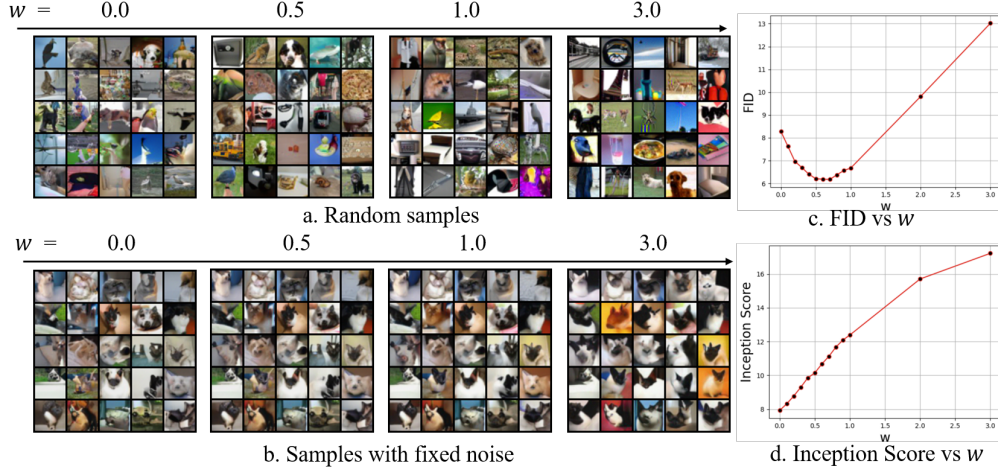 w = 0.0 0.5 1.0 3.0
a. Random samples
13
12
11
10
9
8
7
6
FID
0.0 0.5 1.0 1.5 2.0 2.5 3.0
w
c. FID vs w
w = 0.0 0.5 1.0 3.0
b. Samples with fixed noise
16
14
12
10
8
Inception Score
0.0 0.5 1.0 1.5 2.0 2.5 3.0
w
d. Inception Score vs w